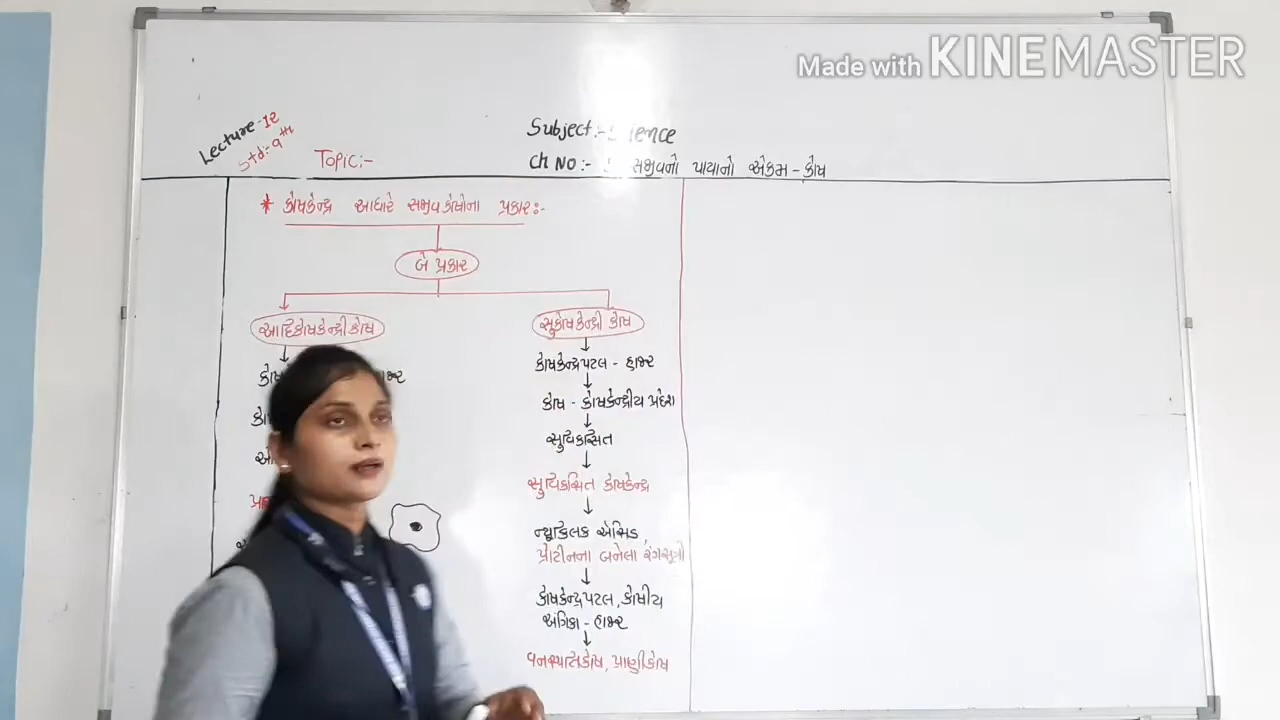 Made with KINEMASTER
Lecture-12
Std:-9th
Topic:-
Subject:-
Ch No:- સજીવનો પાયાનો એકમ - કોષ
* કોષકેન્દ્ર આધારે સજીવકોષોના પ્રકાર:-
બે પ્રકાર
આદિકોષકેન્દ્રી કોષ
સુકોષકેન્દ્રી કોષ
કોષકેન્દ્રપટલ - હાજર
કોષ - કોષકેન્દ્રીય પ્રદેશ
સુવિકસિત
સુવિકસિત કોષકેન્દ્ર
ન્યૂક્લિક એસિડ,
પ્રોટીનના બનેલા રંગસૂત્રો
કોષકેન્દ્રપટલ, કોષીય
અંગિકા - હાજર
વનસ્પતિકોષ, પ્રાણીકોષ